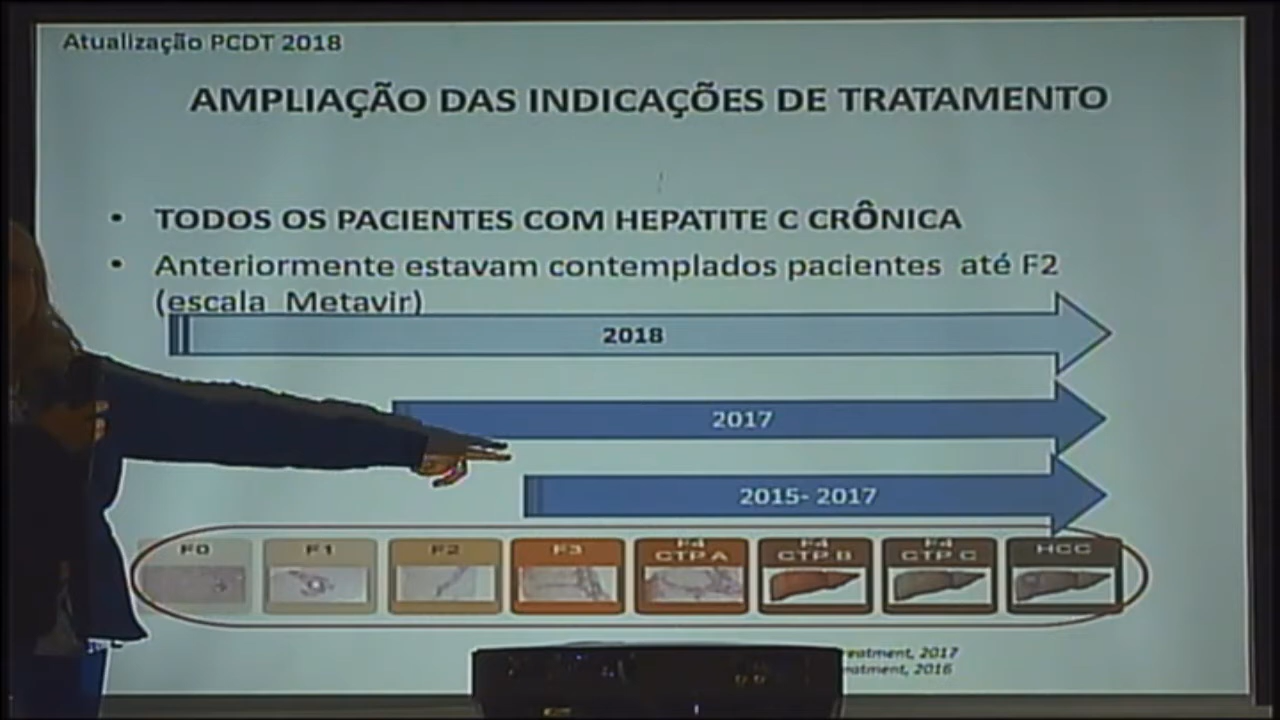 Atualização PCDT 2018
AMPLIAÇÃO DAS INDICAÇÕES DE TRATAMENTO
• TODOS OS PACIENTES COM HEPATITE C CRÔNICA
• Anteriormente estavam contemplados pacientes até F2
(escala Metavir)
2018
2017
2015- 2017
F0 F1 F2 F3 F4 F4 F4 HCC
CTP A CTP B CTP C
2017
2016